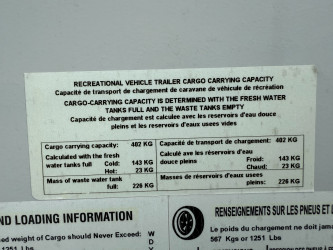 RECREATIONAL VEHICLE TRAILER CARGO CARRYING CAPACITY
Capacité de transport de chargement de caravane de véhicule de récréation
CARGO-CARRYING CAPACITY IS DETERMINED WITH THE FRESH WATER
TANKS FULL AND THE WASTE TANKS EMPTY
Capacité de chargement est calculee avec les reservoirs d'eau douce
pleins et les reservoirs d'eaux usees vides
Cargo carrying capacity: 402 KG
Calculated with the fresh
water tanks full Cold: 143 KG
Hot: 23 KG
Mass of waste water tank
full: 226 KG
Capacité de transport de chargement: 402 KG
Calculé ave les réservoirs d'eau
douce pleins Froid: 143 KG
Chaud: 23 KG
Masses de réservoirs d'eaux usées
pleins: 226 KG
ND LOADING INFORMATION
ned weight of Cargo should Never Exceed:
1251 Lbs
RENSEIGNEMENTS SUR LES PNEUS ET L
Le poids du chargement ne doit jam
567 Kgs or 1251 Lbs